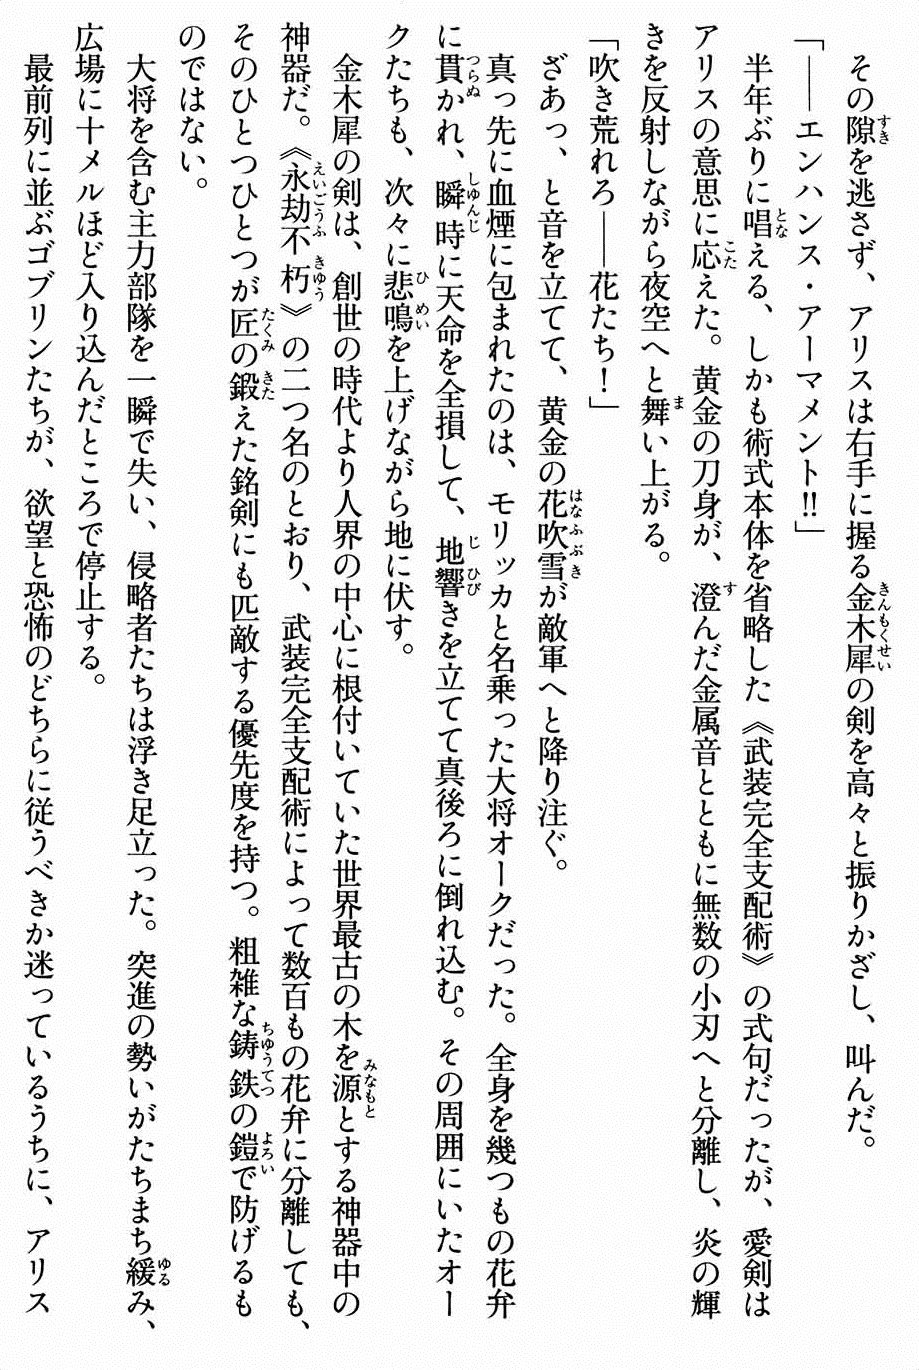 その隙を逃さず、アリスは右手に握る金木犀の剣を高々と振りかざし、叫んだ。
「――エンハンス・アーマメント!!」
　半年ぶりに唱える、しかも術式本体を省略した《武装完全支配術》の式句だったが、愛剣は
アリスの意思に応えた。黄金の刀身が、澄んだ金属音とともに無数の小刃へと分離し、炎の輝
きを反射しながら夜空へと舞い上がる。
「吹き荒れろ――花たち！」
　ざあっ、と音を立てて、黄金の花吹雪が敵軍へと降り注ぐ。
　真っ先に血煙に包まれたのは、モリッカと名乗った大将オークだった。全身を幾つもの花弁
に貫かれ、瞬時に天命を全損して、地響きを立てて真後ろに倒れ込む。その周囲にいたオー
クたちも、次々に悲鳴を上げながら地に伏す。
　金木犀の剣は、創世の時代より人界の中心に根付いていた世界最古の木を源とする神器中の
神器だ。《永劫不朽》の二つ名のとおり、武装完全支配術によって数百もの花弁に分離しても、
そのひとつひとつが匠の鍛えた銘剣にも匹敵する優先度を持つ。粗雑な鋳鉄の鎧で防げるも
のではない。
　大将を含む主力部隊を一瞬で失い、侵略者たちは浮き足立った。突進の勢いがたちまち緩み、
広場に十メルほど入り込んだところで停止する。
　最前列に並ぶゴブリンたちが、欲望と恐怖のどちらに従うべきか迷っているうちに、アリス